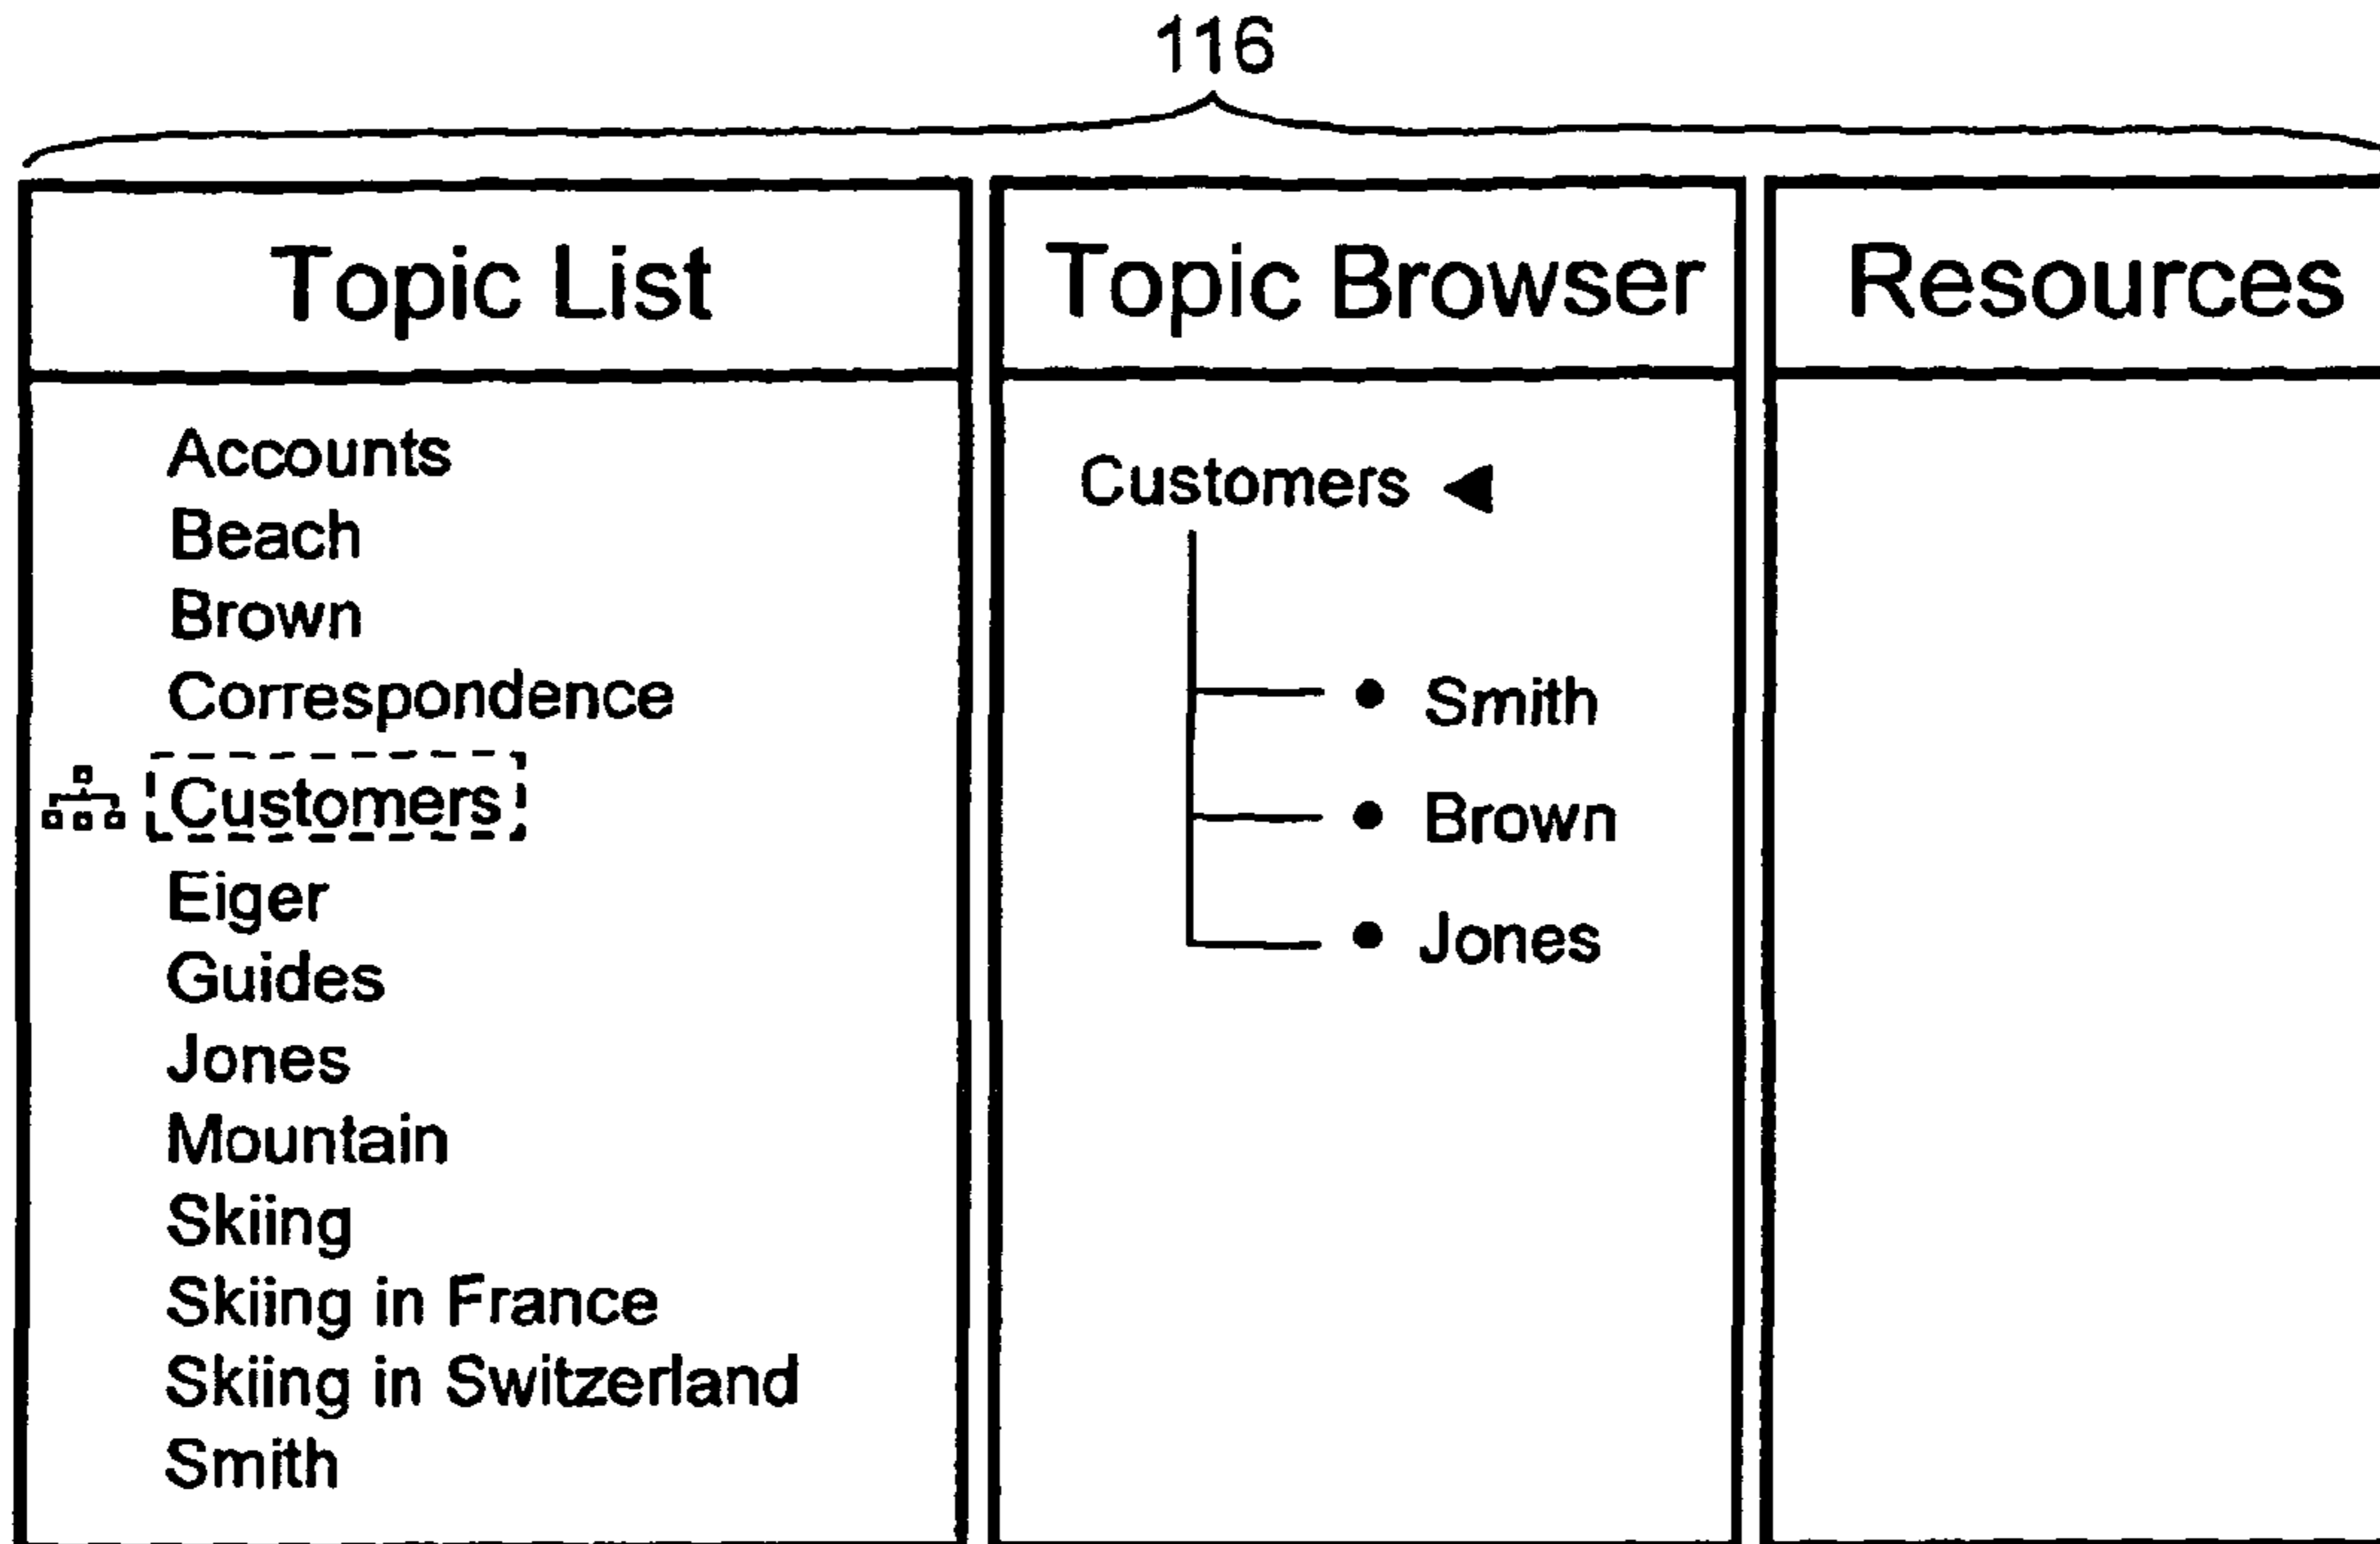 116
Topic List
Topic Browser
Resources
Accounts
Beach
Brown
Correspondence
Customers
Eiger
Guides
Jones
Mountain
Skiing
Skiing in France
Skiing in Switzerland
Smith
Customers
Smith
Brown
Jones